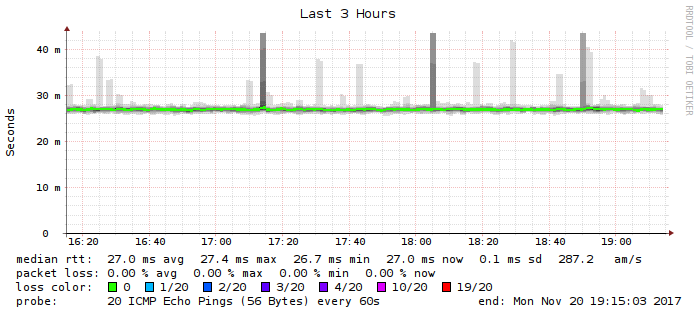 Last 3 Hours
RRDTOOL / TOBI OETIKER
Seconds
40 m
30 m
20 m
10 m
0
16:20 16:40 17:00 17:20 17:40 18:00 18:20 18:40 19:00
median rtt: 27.0 ms avg 27.4 ms max 26.7 ms min 27.0 ms now 0.1 ms sd 287.2 am/s
packet loss: 0.00 % avg 0.00 % max 0.00 % min 0.00 % now
loss color: 0 1/20 2/20 3/20 4/20 10/20 19/20
probe: 20 ICMP Echo Pings (56 Bytes) every 60s end: Mon Nov 20 19:15:03 2017